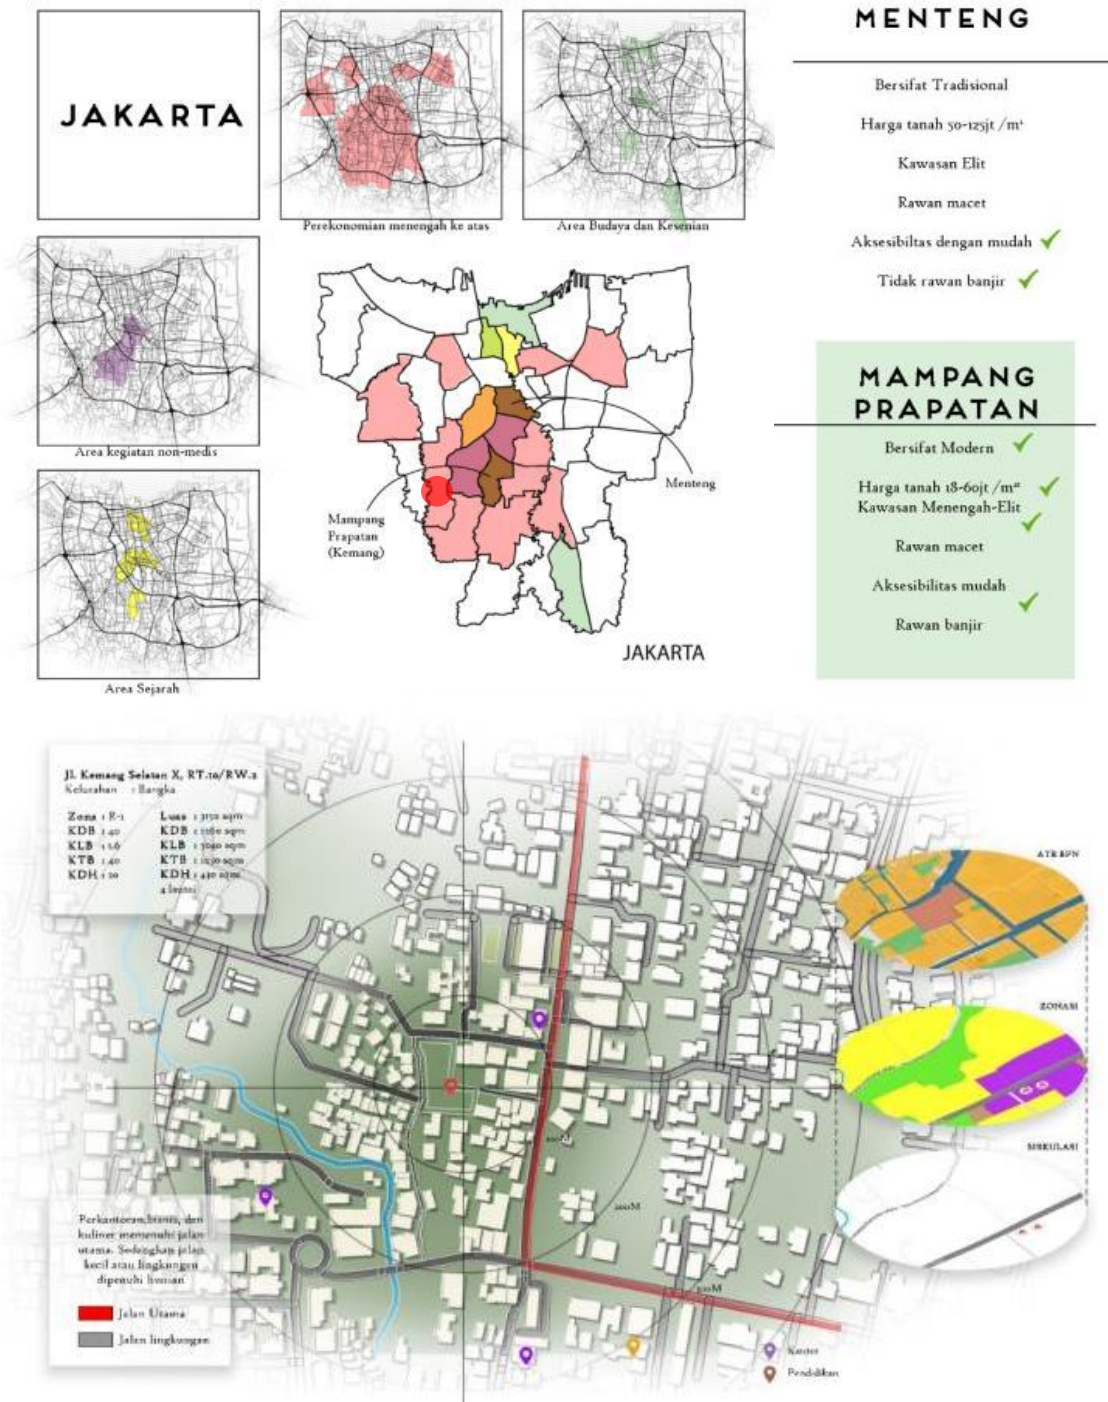 JAKARTA
Perekonomian menengah ke atas
Area Budaya dan Kesenian
Area kegiatan non-medis
Area Sejarah
MENTENG
Bersifat Tradisional
Harga tanah 50-125jt /m²
Kawasan Elit
Rawan macet
Aksesibiltas dengan mudah
Tidak rawan banjir
MAMPANG
PRAPATAN
Bersifat Modern
Harga tanah 18-60jt /m²
Kawasan Menengah-Elit
Rawan macet
Aksesibilitas mudah
Rawan banjir
Menteng
Mampang
Prapatan
(Kemang)
JAKARTA
Jl. Kemang Selatan X, RT.10/RW.2
Kelurahan : Bangka
Zona : R-1
KDB : 40
KLB : 1.6
KTB : 40
KDH : 20
Luas
KDB
KLB
KTB
KDH
4 lantai
ATR BPN
ZONASI
SIRKULASI
200M
Perkantoran, bisnis, dan
kuliner memenuhi jalan
utama. Sedangkan jalan
kecil atau lingkungan
dipenuhi hunian
Jalan Utama
Jalan lingkungan
Kantor
Pendidikan